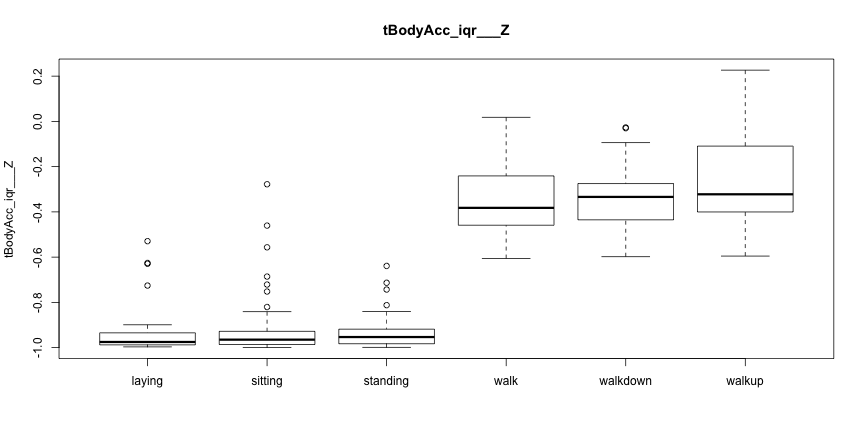 tBodyAcc_iqr___Z
tBodyAcc_iqr___Z
0.2
0.0
-0.2
-0.4
-0.6
-0.8
-1.0
laying sitting standing walk walkdown walkup